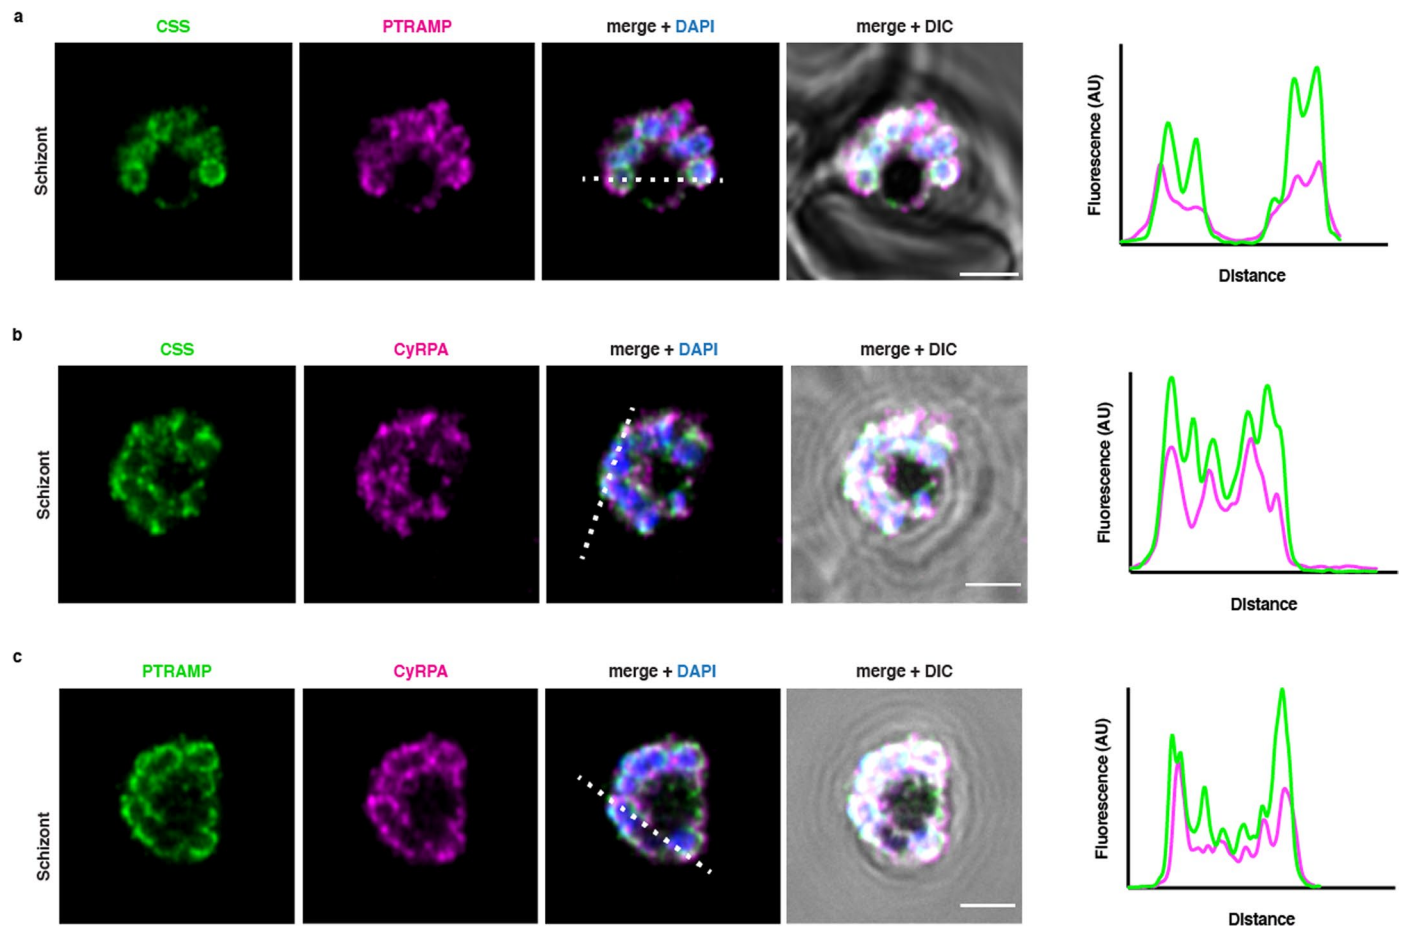 a
CSS
PTRAMP
merge + DAPI
merge + DIC
Schizont
Fluorescence (AU)
Distance
b
CSS
CyRPA
merge + DAPI
merge + DIC
Schizont
Fluorescence (AU)
Distance
c
PTRAMP
CyRPA
merge + DAPI
merge + DIC
Schizont
Fluorescence (AU)
Distance